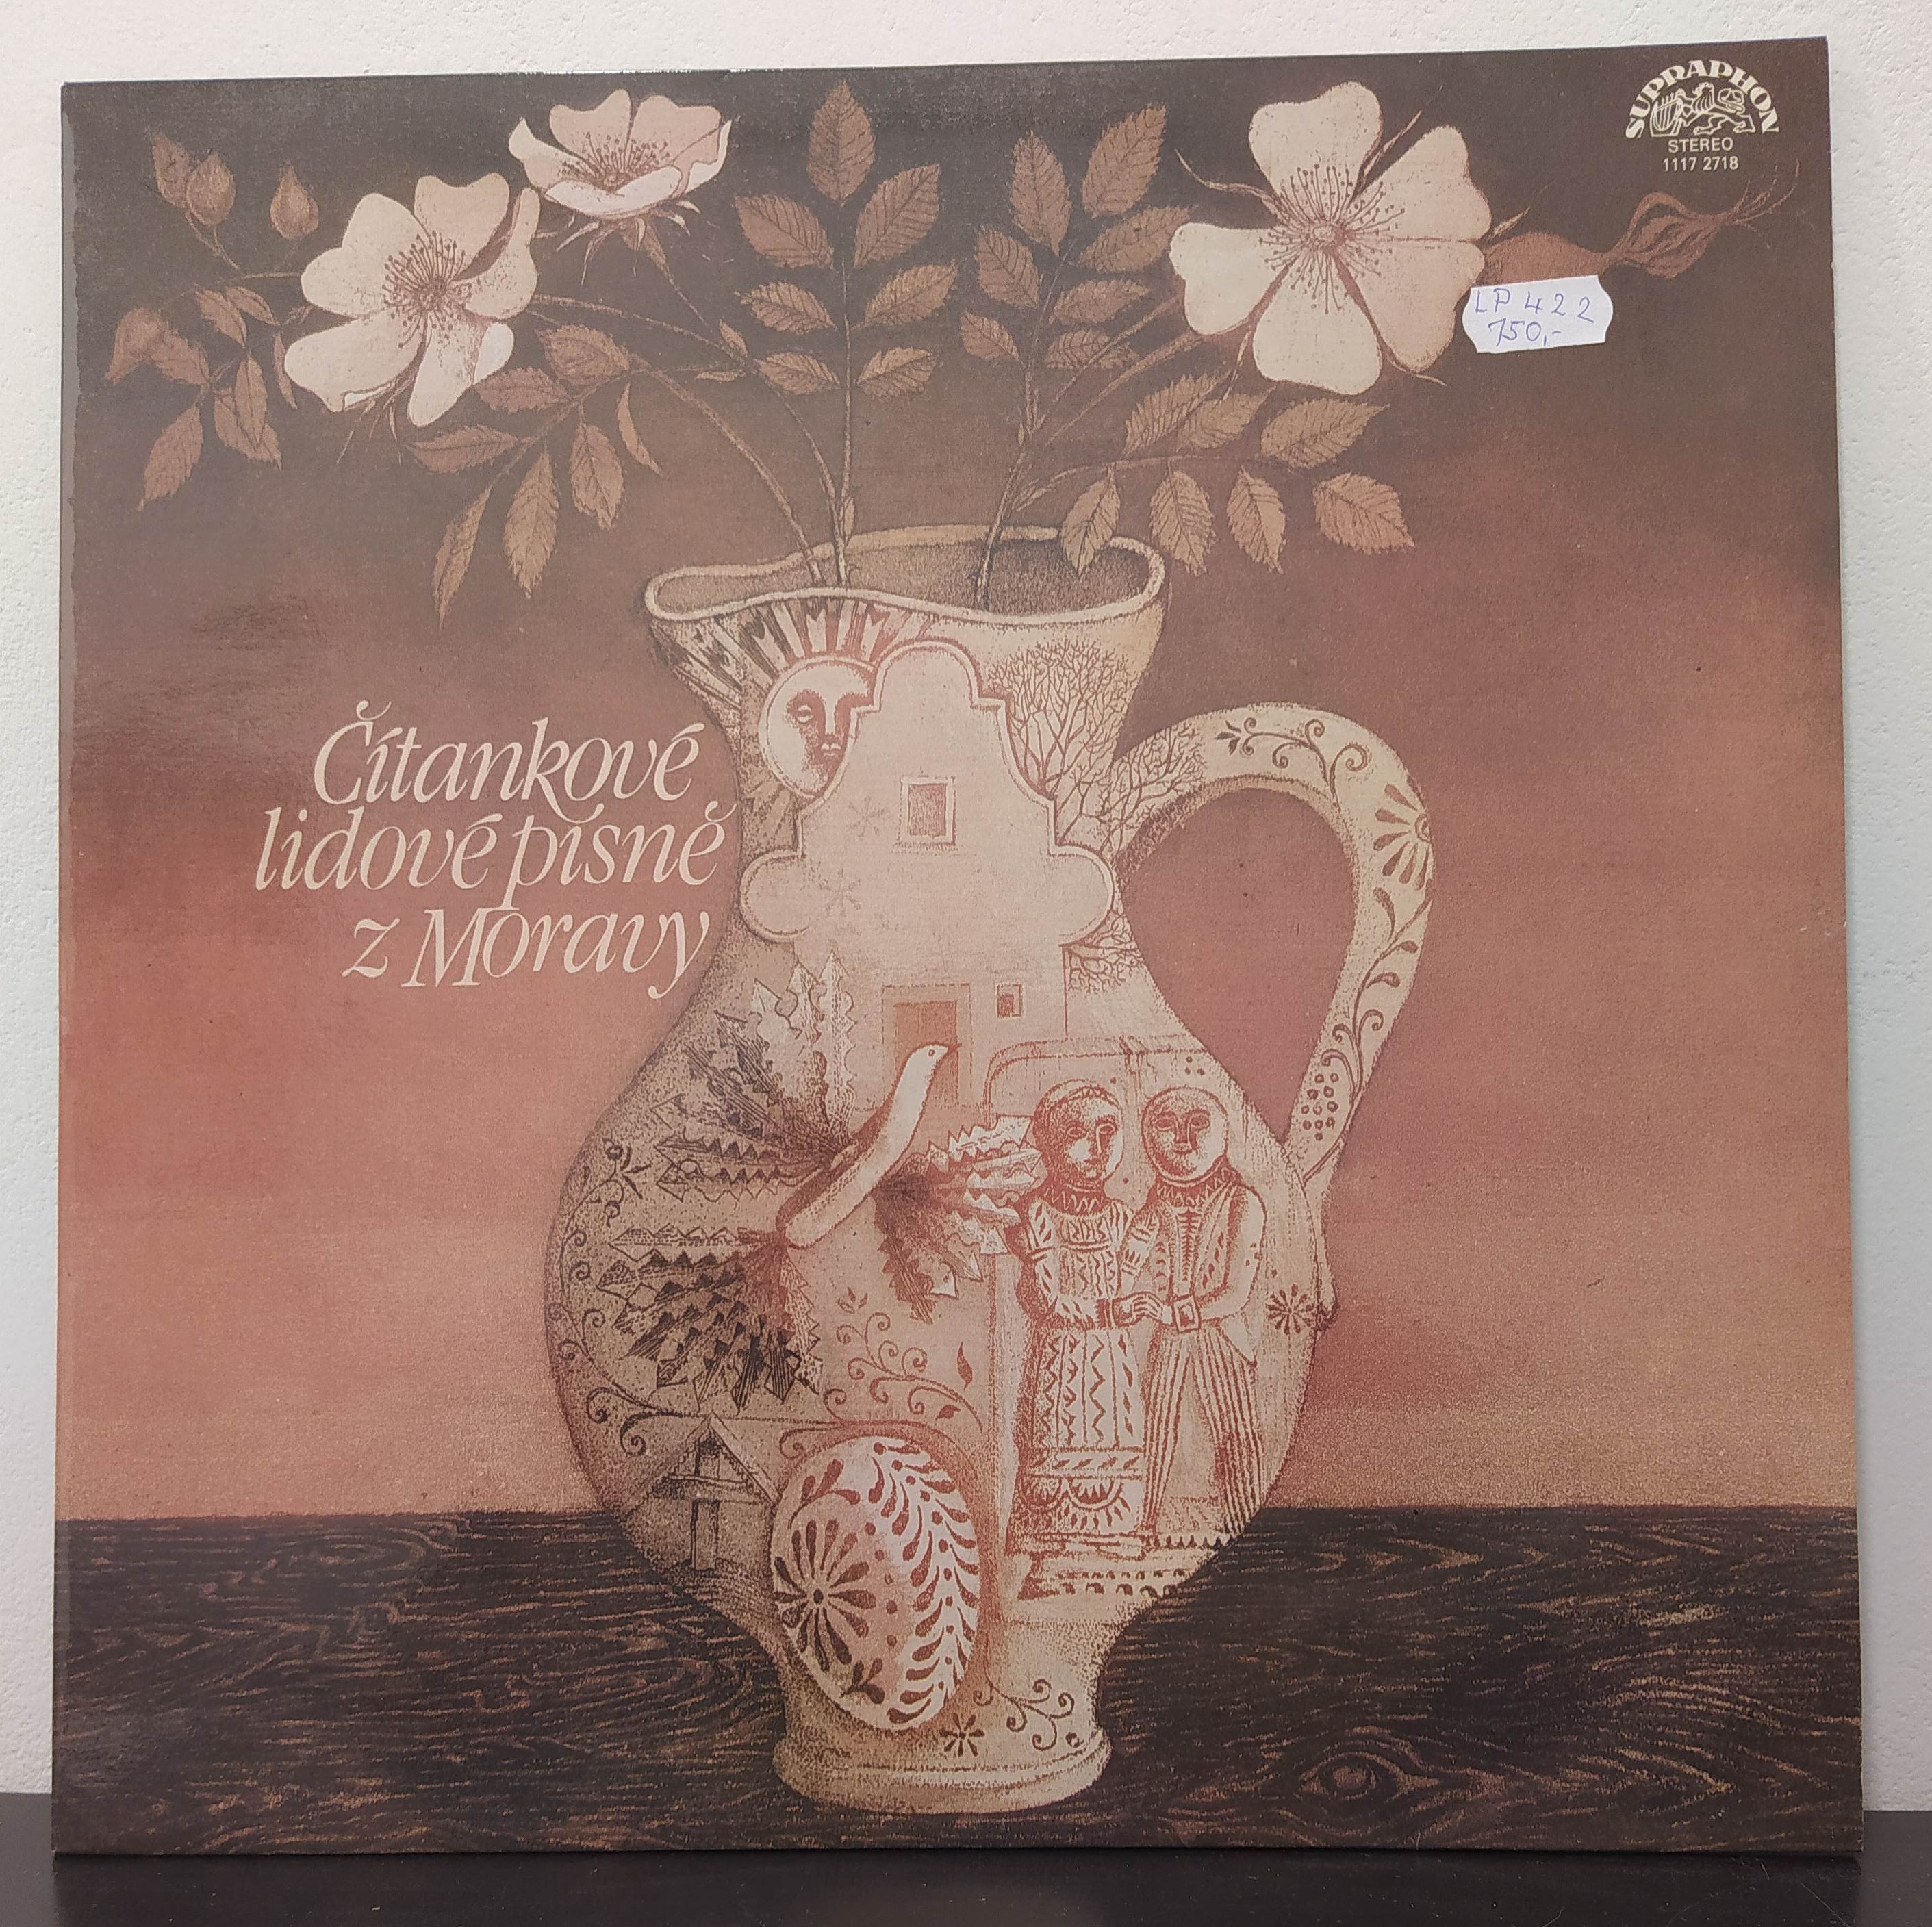 SUPRAPHON
STEREO
1117 2718
LP 422
750,-
Čítankové
lidové písně
z Moravy